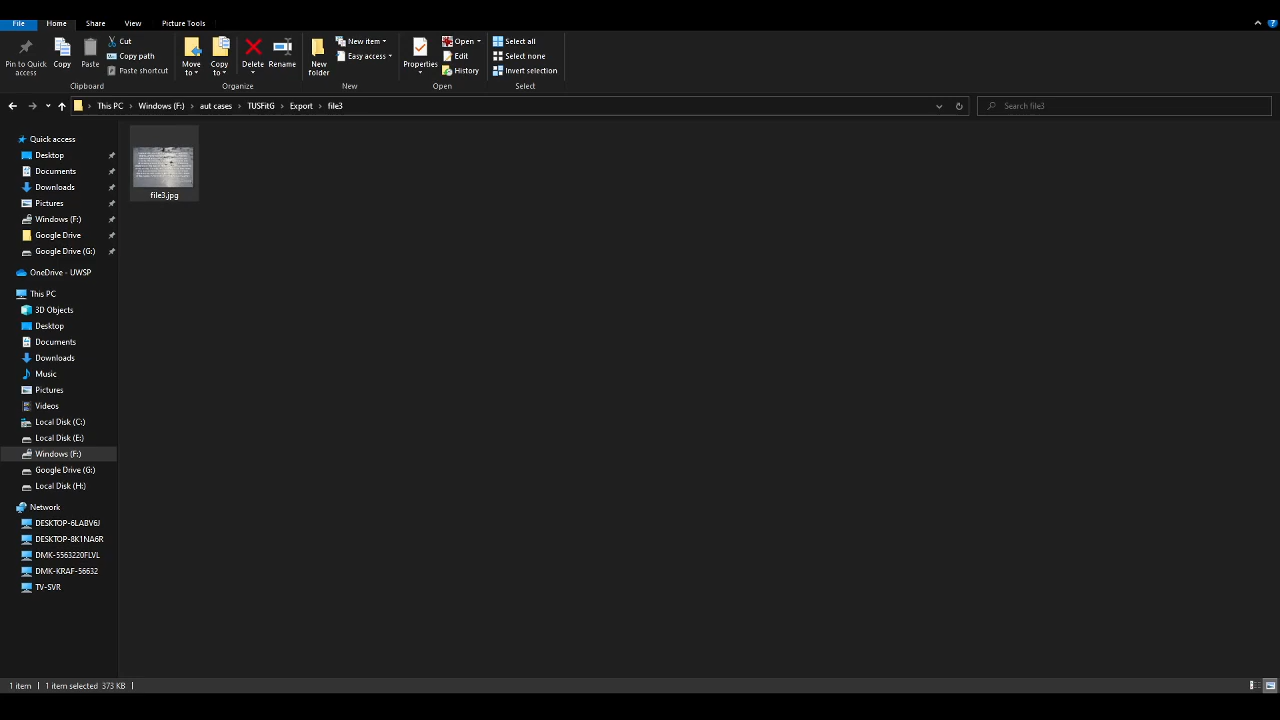 File Home Share View Picture Tools
Pin to Quick access
Copy
Paste
Cut
Copy path
Paste shortcut
Clipboard
Move to
Copy to
Delete
Rename
Organize
New folder
New item
Easy access
New
Properties
Open
Edit
History
Open
Select all
Select none
Invert selection
Select
This PC > Windows (F:) > aut cases > TUSFitG > Export > file3
Search file3
Quick access
Desktop
Documents
Downloads
Pictures
Windows (F:)
Google Drive
Google Drive (G:)
OneDrive - UWSP
This PC
3D Objects
Desktop
Documents
Downloads
Music
Pictures
Videos
Local Disk (C:)
Local Disk (E:)
Windows (F:)
Google Drive (G:)
Local Disk (H:)
Network
DESKTOP-6LABV6J
DESKTOP-8K1NA6R
DMK-5563220FLVL
DMK-KRAF-56632
TV-SVR
file3.jpg
1 item 1 item selected 373 KB